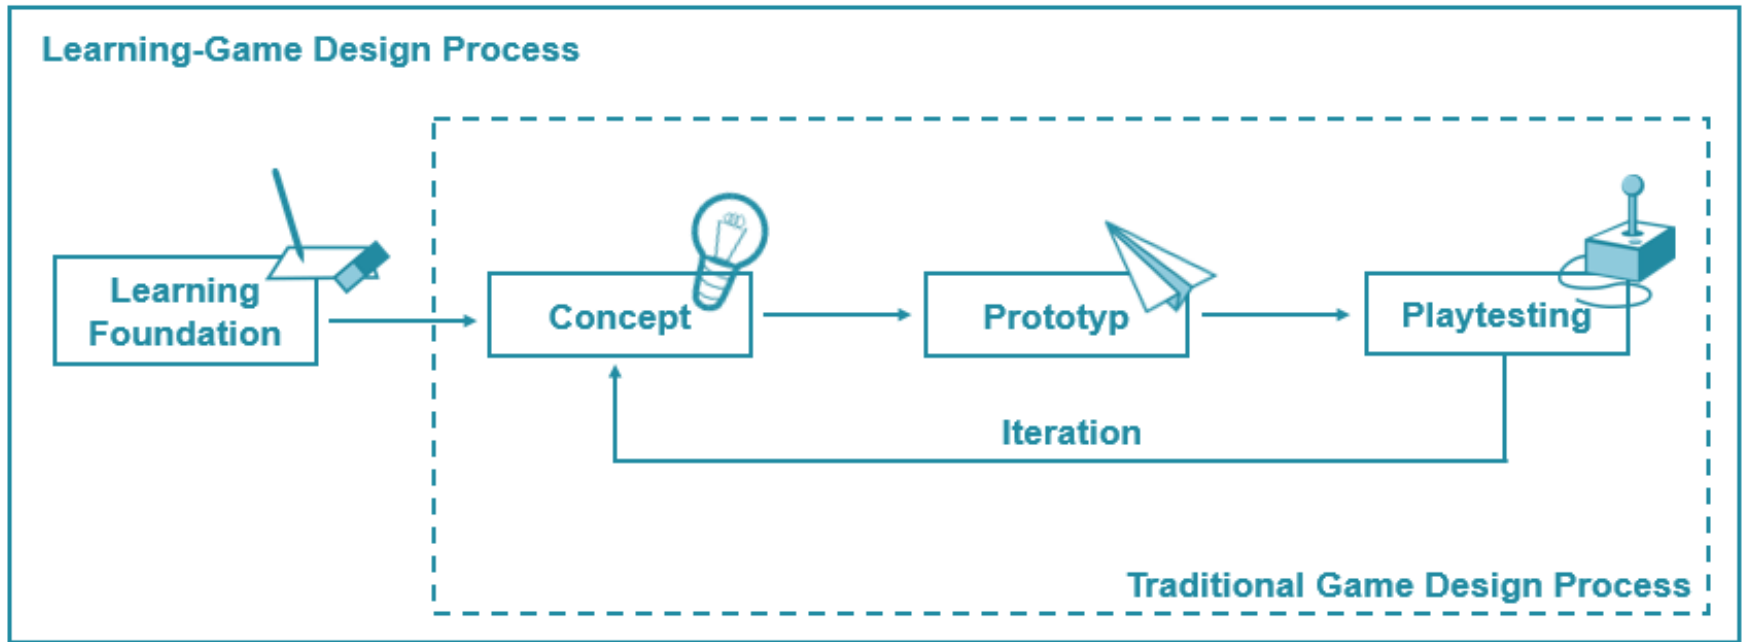 Learning-Game Design Process
Learning
Foundation
Concept
Prototyp
Playtesting
Iteration
Traditional Game Design Process